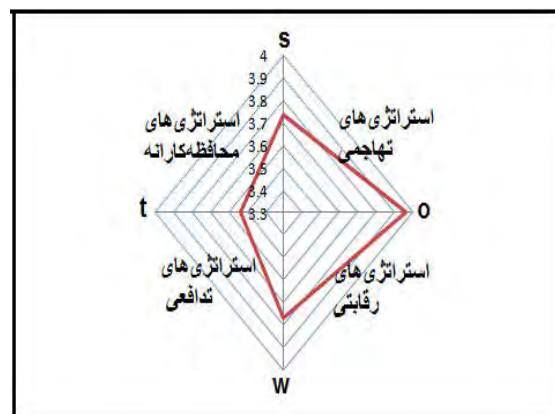 s
4
3.9
3.8
3.7
3.6
3.5
3.4
3.3
استراتژی‌های
تهاجمی
استراتژی‌های
محافظه‌کارانه
t
o
استراتژی‌های
رقابتی
استراتژی‌های
تدافعی
w